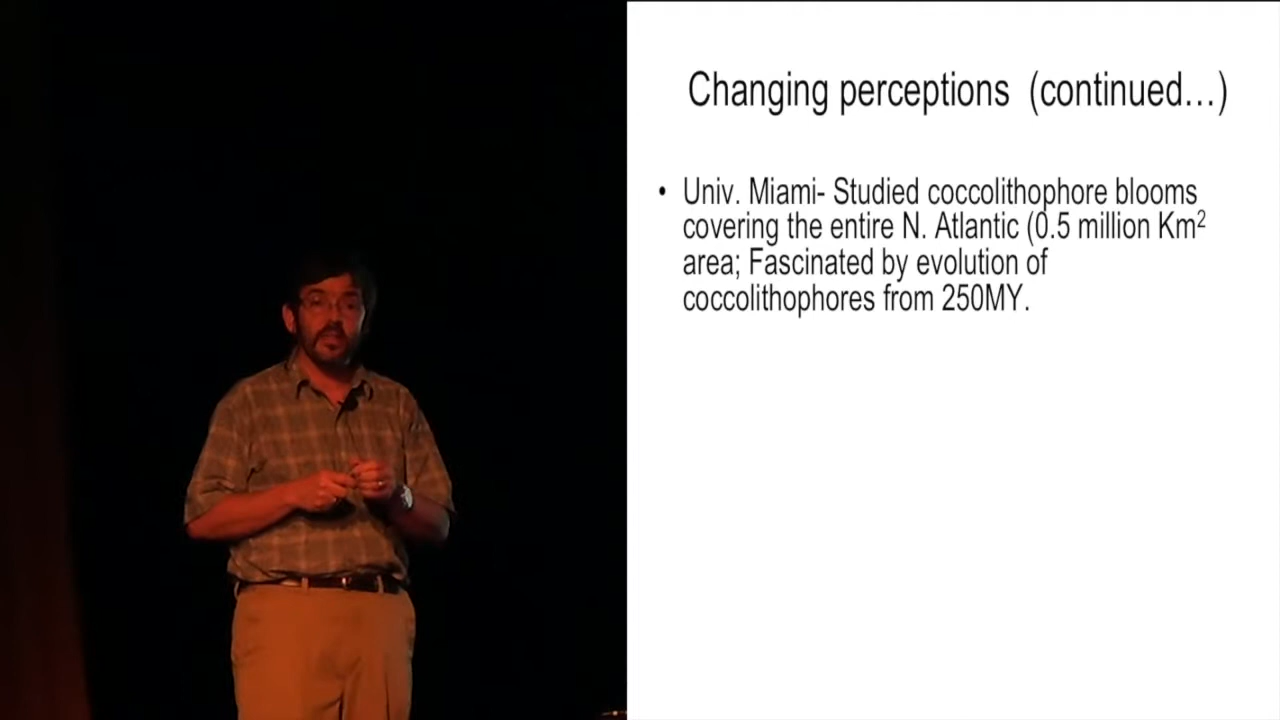 Changing perceptions (continued…)
• Univ. Miami- Studied coccolithophore blooms
covering the entire N. Atlantic (0.5 million Km²
area; Fascinated by evolution of
coccolithophores from 250MY.